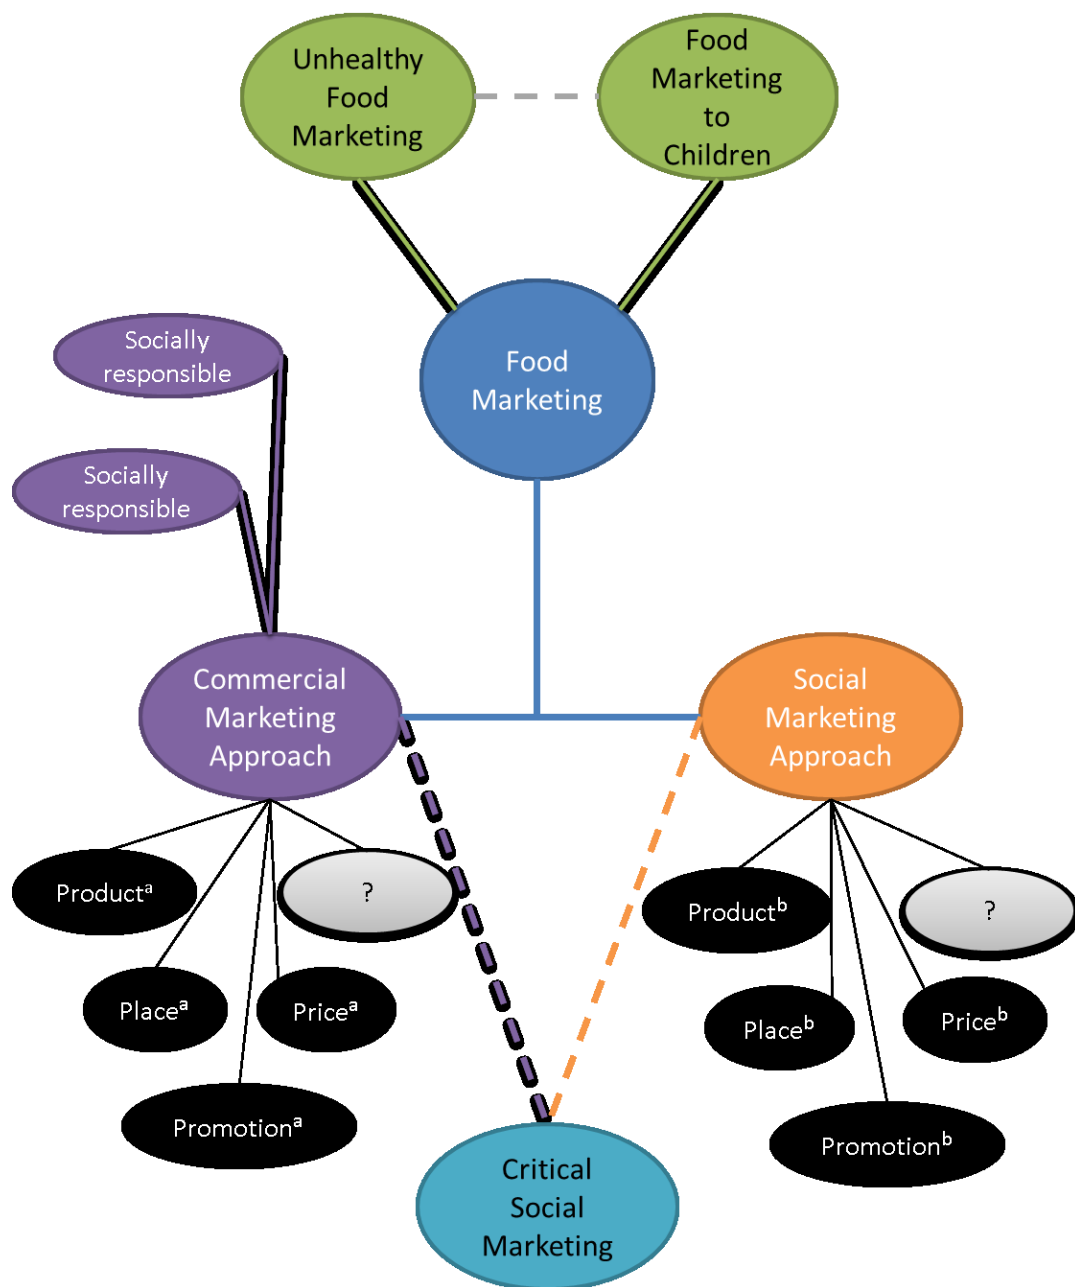 Unhealthy
Food
Marketing
Food
Marketing
to
Children
Food
Marketing
Socially
responsible
Socially
responsible
Commercial
Marketing
Approach
Social
Marketing
Approach
Productᵃ
?
Placeᵃ
Priceᵃ
Promotionᵃ
Productᵇ
?
Placeᵇ
Priceᵇ
Promotionᵇ
Critical
Social
Marketing